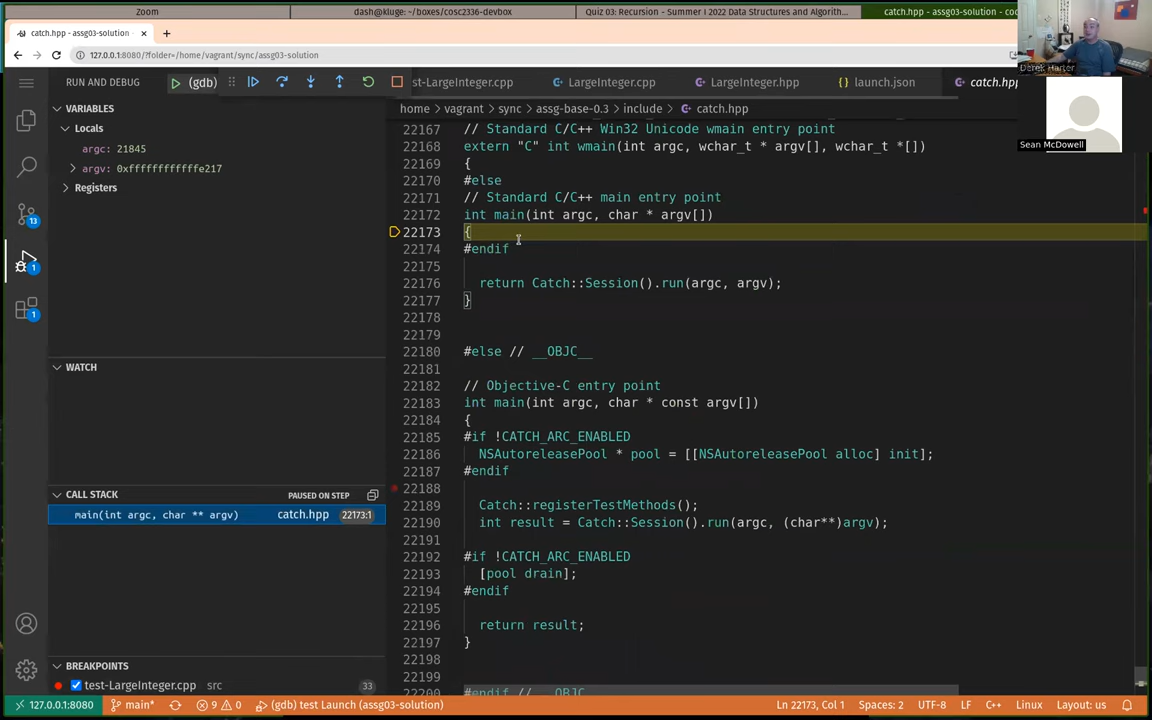 Zoom
dash@kluge: ~/boxes/cosc2336-devbox
Quiz 03: Recursion - Summer I 2022 Data Structures and Algorith...
catch.hpp - assg03-solution - co
catch.hpp - assg03-solution
127.0.0.1:8080/?folder=/home/vagrant/sync/assg03-solution
Derek Harter
Sean McDowell
RUN AND DEBUG
(gdb)
st-LargeInteger.cpp
LargeInteger.cpp
LargeInteger.hpp
launch.json
catch.hpp
home > vagrant > sync > assg-base-0.3 > include > catch.hpp
VARIABLES
Locals
argc: 21845
argv: 0xffffffffffffe217
Registers
WATCH
CALL STACK
PAUSED ON STEP
main(int argc, char ** argv) catch.hpp 22173:1
BREAKPOINTS
test-LargeInteger.cpp src 33
13
1
1
22167 // Standard C/C++ Win32 Unicode wmain entry point
22168 extern "C" int wmain(int argc, wchar_t * argv[], wchar_t *[])
22169 {
22170 #else
22171 // Standard C/C++ main entry point
22172 int main(int argc, char * argv[])
22173 {
22174 #endif
22175
22176 return Catch::Session().run(argc, argv);
22177 }
22178
22179
22180 #else // __OBJC__
22181
22182 // Objective-C entry point
22183 int main(int argc, char * const argv[])
22184 {
22185 #if !CATCH_ARC_ENABLED
22186 NSAutoreleasePool * pool = [[NSAutoreleasePool alloc] init];
22187 #endif
22188
22189 Catch::registerTestMethods();
22190 int result = Catch::Session().run(argc, (char**)argv);
22191
22192 #if !CATCH_ARC_ENABLED
22193 [pool drain];
22194 #endif
22195
22196 return result;
22197 }
22198
22199
22200 #endif // __OBJC__
127.0.0.1:8080
main*
9 0
(gdb) test Launch (assg03-solution)
Ln 22173, Col 1
Spaces: 2
UTF-8
LF
C++
Linux
Layout: us